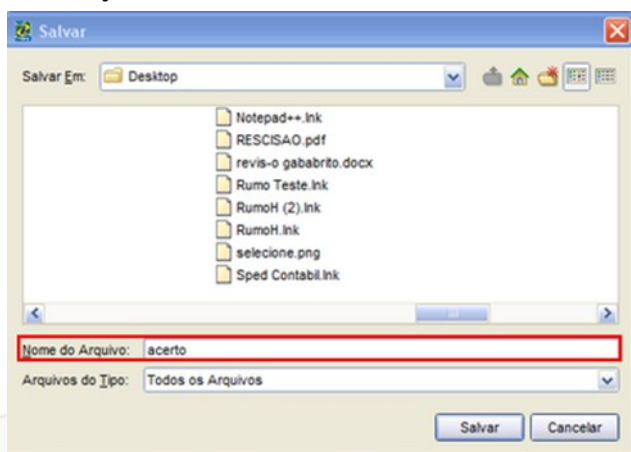 Salvar
Salvar Em: Desktop
Notepad++.lnk
RESCISAO.pdf
revis-o gababrito.docx
Rumo Teste.lnk
RumoH (2).lnk
RumoH.lnk
selecione.png
Sped Contabil.lnk
Nome do Arquivo: acerto
Arquivos do Tipo: Todos os Arquivos
Salvar Cancelar